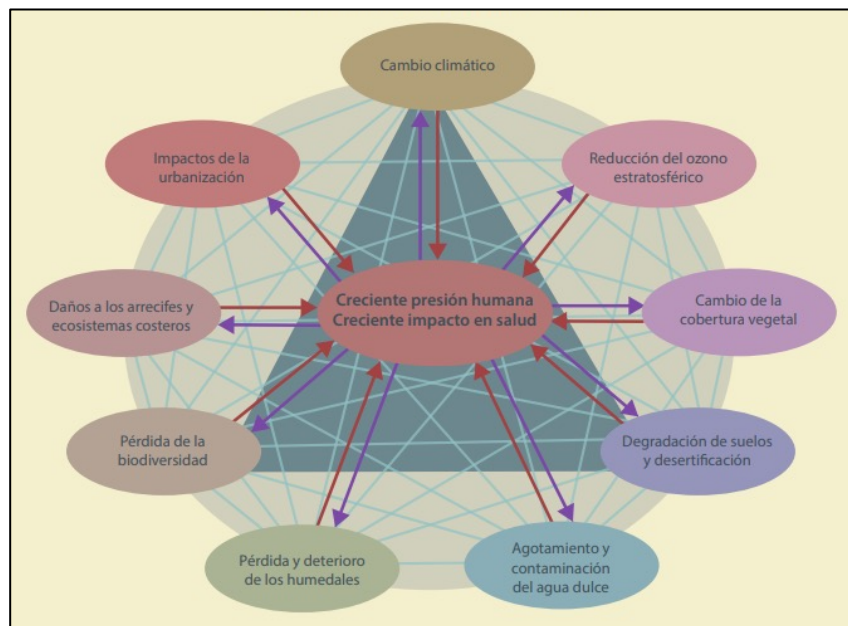 Cambio climático
Impactos de la
urbanización
Reducción del ozono
estratosférico
Daños a los arrecifes y
ecosistemas costeros
Creciente presión humana
Creciente impacto en salud
Cambio de la
cobertura vegetal
Pérdida de la
biodiversidad
Degradación de suelos
y desertificación
Pérdida y deterioro
de los humedales
Agotamiento y
contaminación
del agua dulce